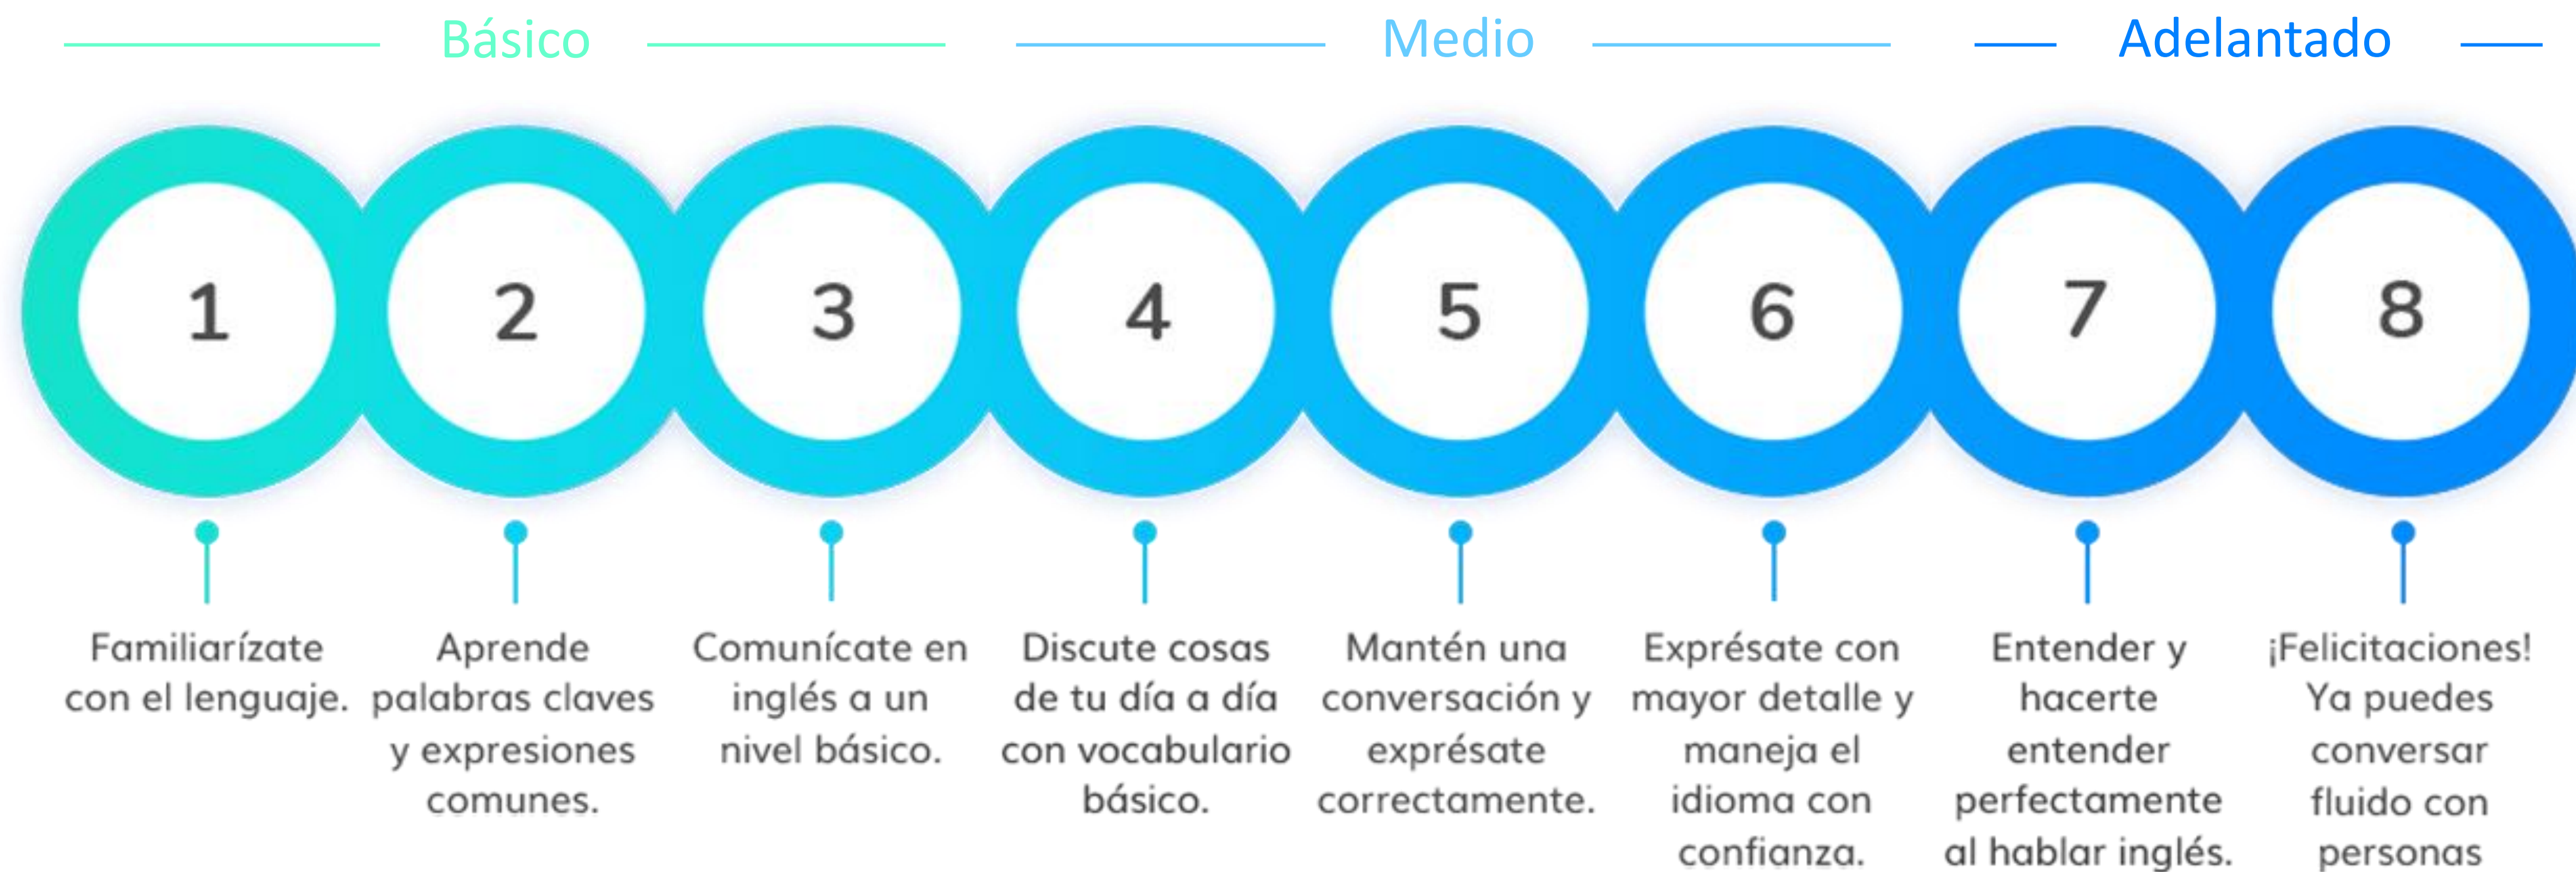 Básico
Medio
Adelantado
1
2
3
4
5
6
7
8
Familiarízate
con el lenguaje.
Aprende
palabras claves
y expresiones
comunes.
Comunícate en
inglés a un
nivel básico.
Discute cosas
de tu día a día
con vocabulario
básico.
Mantén una
conversación y
exprésate
correctamente.
Exprésate con
mayor detalle y
maneja el
idioma con
confianza.
Entender y
hacerte
entender
perfectamente
al hablar inglés.
¡Felicitaciones!
Ya puedes
conversar
fluido con
personas